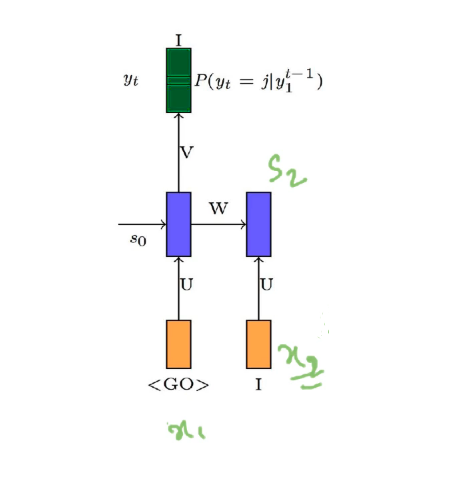 I
y_t P(y_t = j|y_1^{t-1})
V
S_2
W
s_0
U U
x_2
<GO> I
x_1